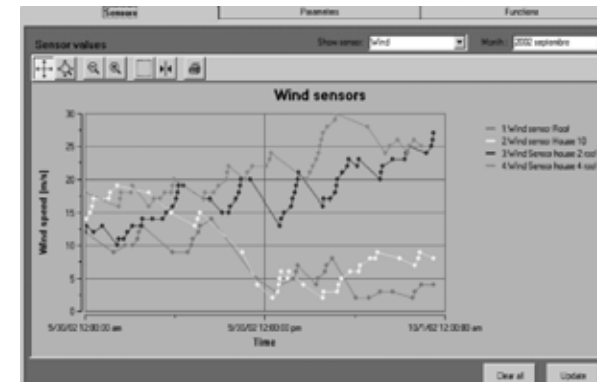 Sensors Parameters Functions
Sensor values Show sensor: Wind Month: 2002 septembre
Wind sensors
30
25
20
15
10
5
0
Wind speed [m/s]
1 Wind sensor Roof
2 Wind sensor House 10
3 Wind Sensor house 2 roof
4 Wind Sensor house 4 roof
9/30/02 12:00:00 am 9/30/02 12:00:00 pm 10/1/02 12:00:00 am
Time
Clear all Update